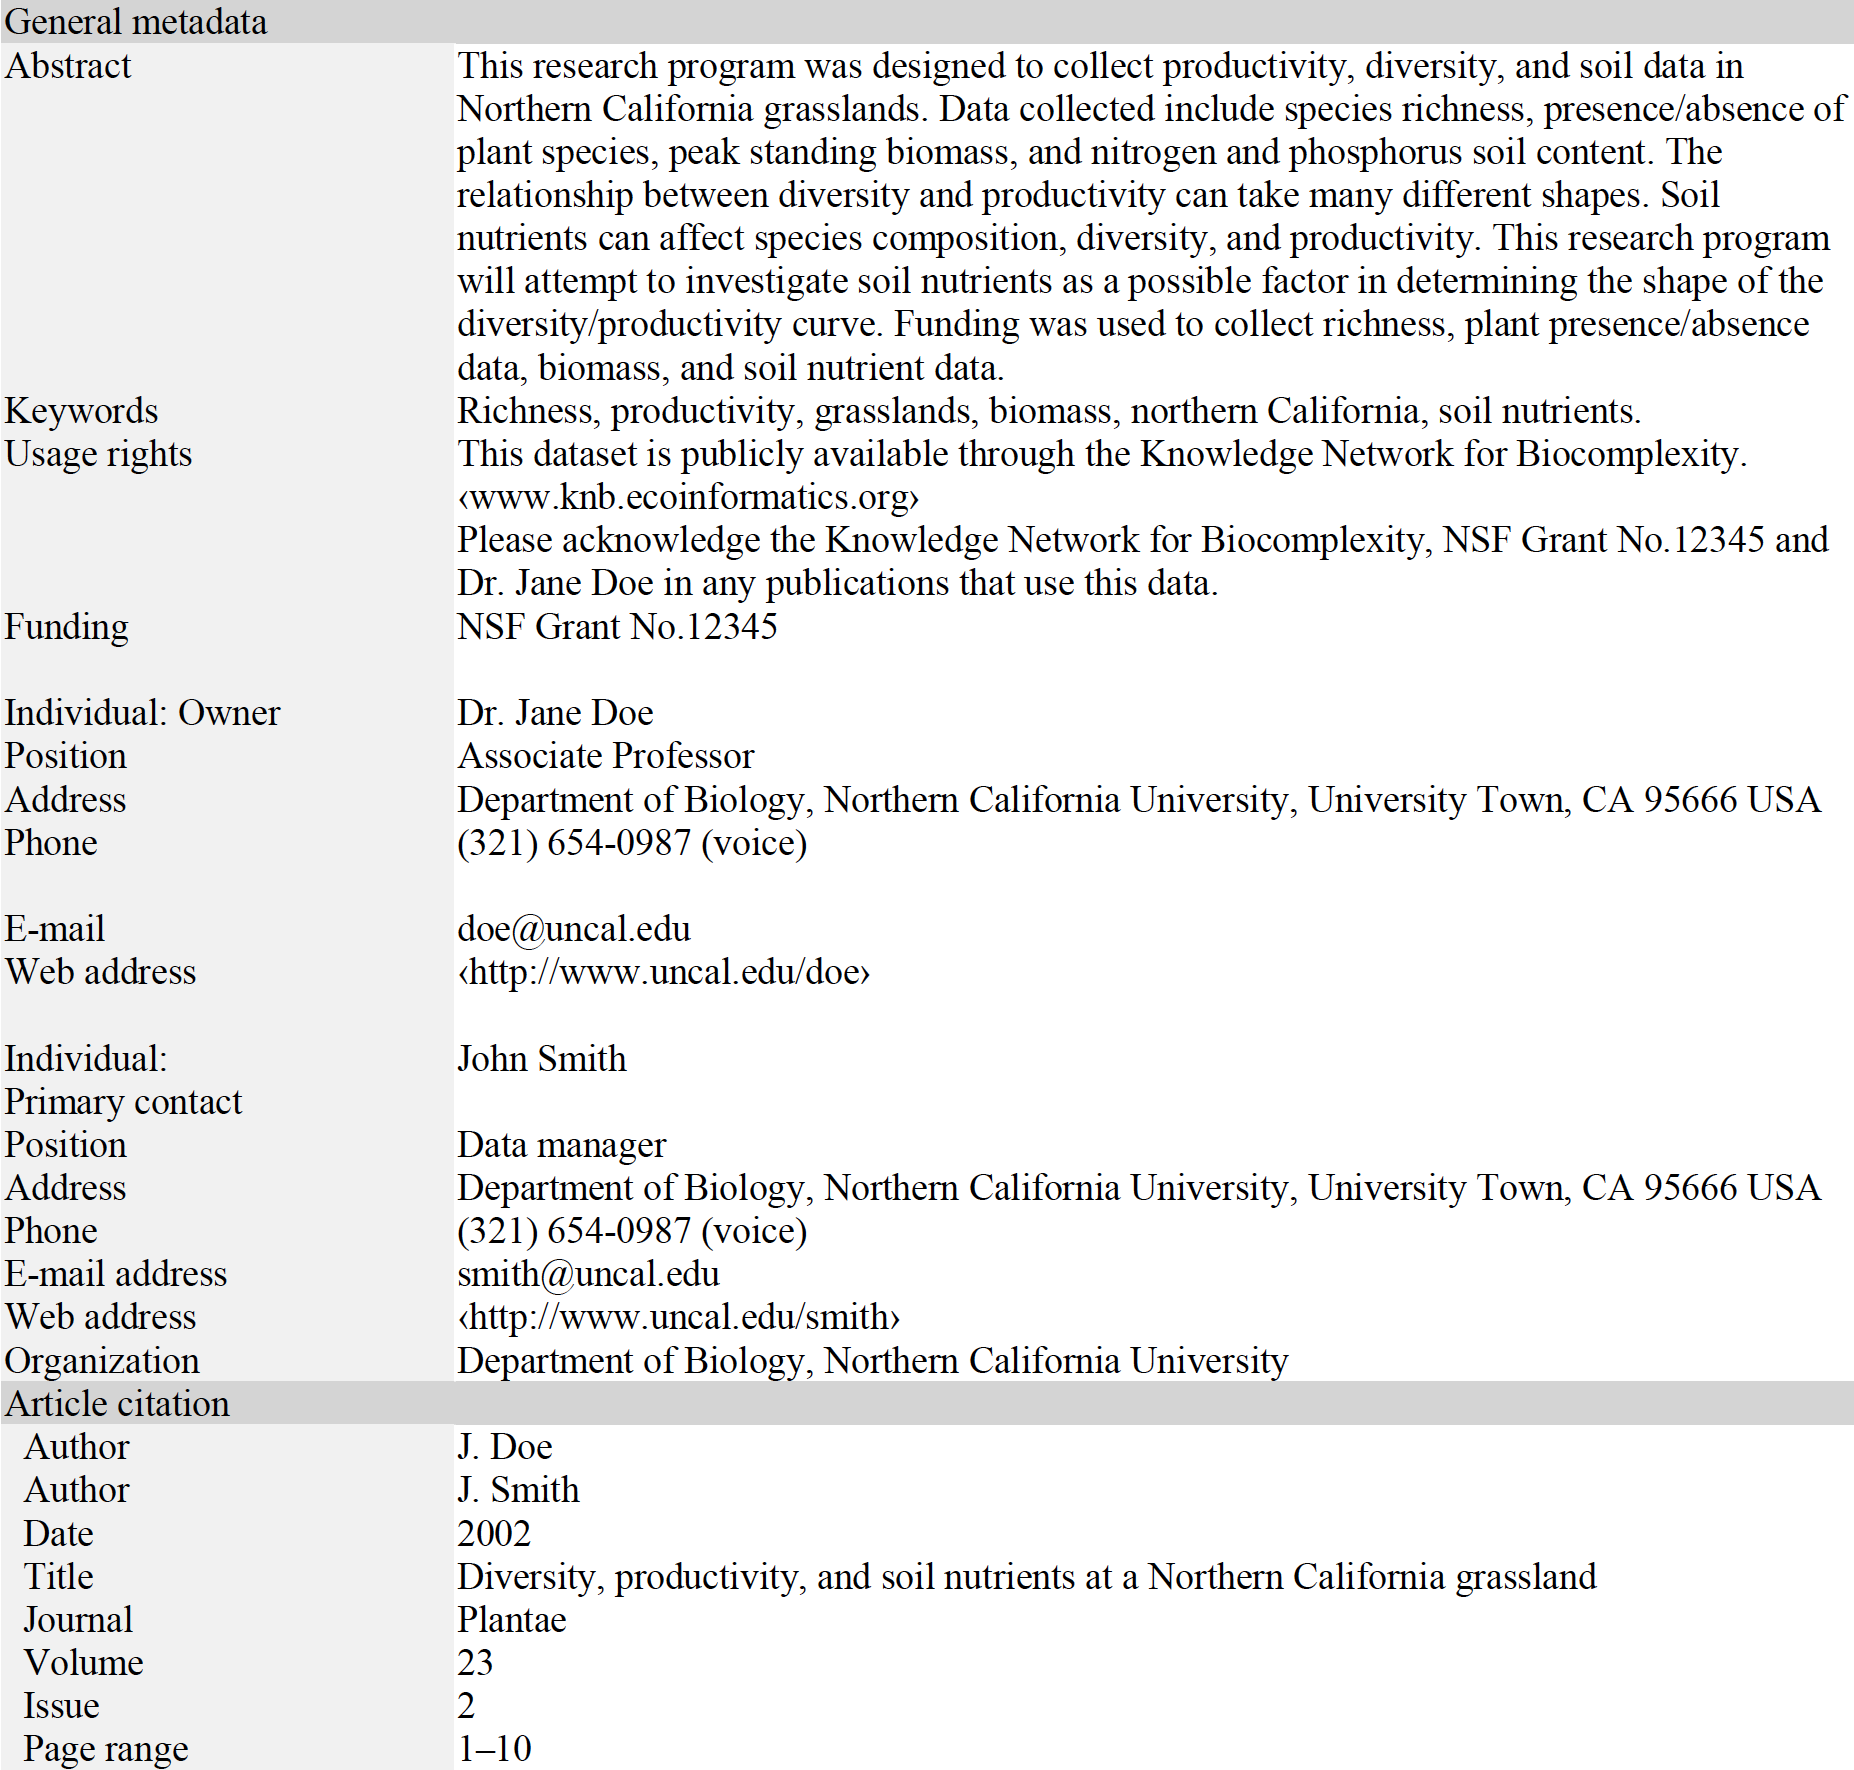 General metadata
Abstract This research program was designed to collect productivity, diversity, and soil data in
Northern California grasslands. Data collected include species richness, presence/absence of
plant species, peak standing biomass, and nitrogen and phosphorus soil content. The
relationship between diversity and productivity can take many different shapes. Soil
nutrients can affect species composition, diversity, and productivity. This research program
will attempt to investigate soil nutrients as a possible factor in determining the shape of the
diversity/productivity curve. Funding was used to collect richness, plant presence/absence
data, biomass, and soil nutrient data.
Keywords Richness, productivity, grasslands, biomass, northern California, soil nutrients.
Usage rights This dataset is publicly available through the Knowledge Network for Biocomplexity.
‹www.knb.ecoinformatics.org›
Please acknowledge the Knowledge Network for Biocomplexity, NSF Grant No.12345 and
Dr. Jane Doe in any publications that use this data.
Funding NSF Grant No.12345
Individual: Owner Dr. Jane Doe
Position Associate Professor
Address Department of Biology, Northern California University, University Town, CA 95666 USA
Phone (321) 654-0987 (voice)
E-mail doe@uncal.edu
Web address ‹http://www.uncal.edu/doe›
Individual: John Smith
Primary contact
Position Data manager
Address Department of Biology, Northern California University, University Town, CA 95666 USA
Phone (321) 654-0987 (voice)
E-mail address smith@uncal.edu
Web address ‹http://www.uncal.edu/smith›
Organization Department of Biology, Northern California University
Article citation
Author J. Doe
Author J. Smith
Date 2002
Title Diversity, productivity, and soil nutrients at a Northern California grassland
Journal Plantae
Volume 23
Issue 2
Page range 1–10